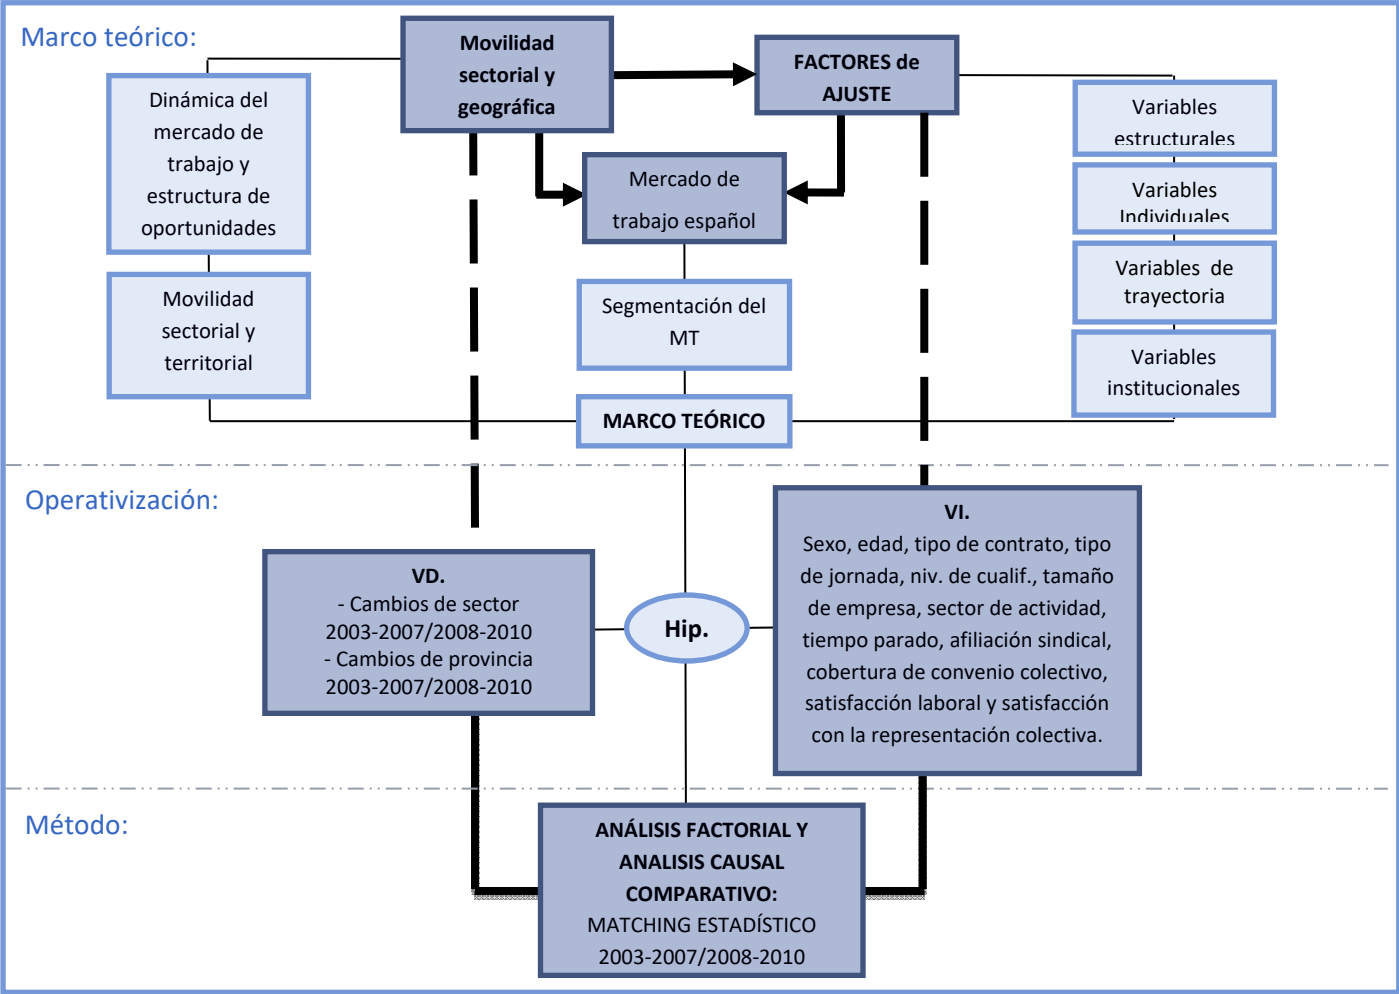 Marco teórico:
Movilidad
sectorial y
geográfica
FACTORES de
AJUSTE
Dinámica del
mercado de
trabajo y
estructura de
oportunidades
Movilidad
sectorial y
territorial
Mercado de
trabajo español
Segmentación del
MT
MARCO TEÓRICO
Variables
estructurales
Variables
Individuales
Variables de
trayectoria
Variables
institucionales
Operativización:
VD.
- Cambios de sector
2003-2007/2008-2010
- Cambios de provincia
2003-2007/2008-2010
Hip.
VI.
Sexo, edad, tipo de contrato, tipo
de jornada, niv. de cualif., tamaño
de empresa, sector de actividad,
tiempo parado, afiliación sindical,
cobertura de convenio colectivo,
satisfacción laboral y satisfacción
con la representación colectiva.
Método:
ANÁLISIS FACTORIAL Y
ANALISIS CAUSAL
COMPARATIVO:
MATCHING ESTADÍSTICO
2003-2007/2008-2010